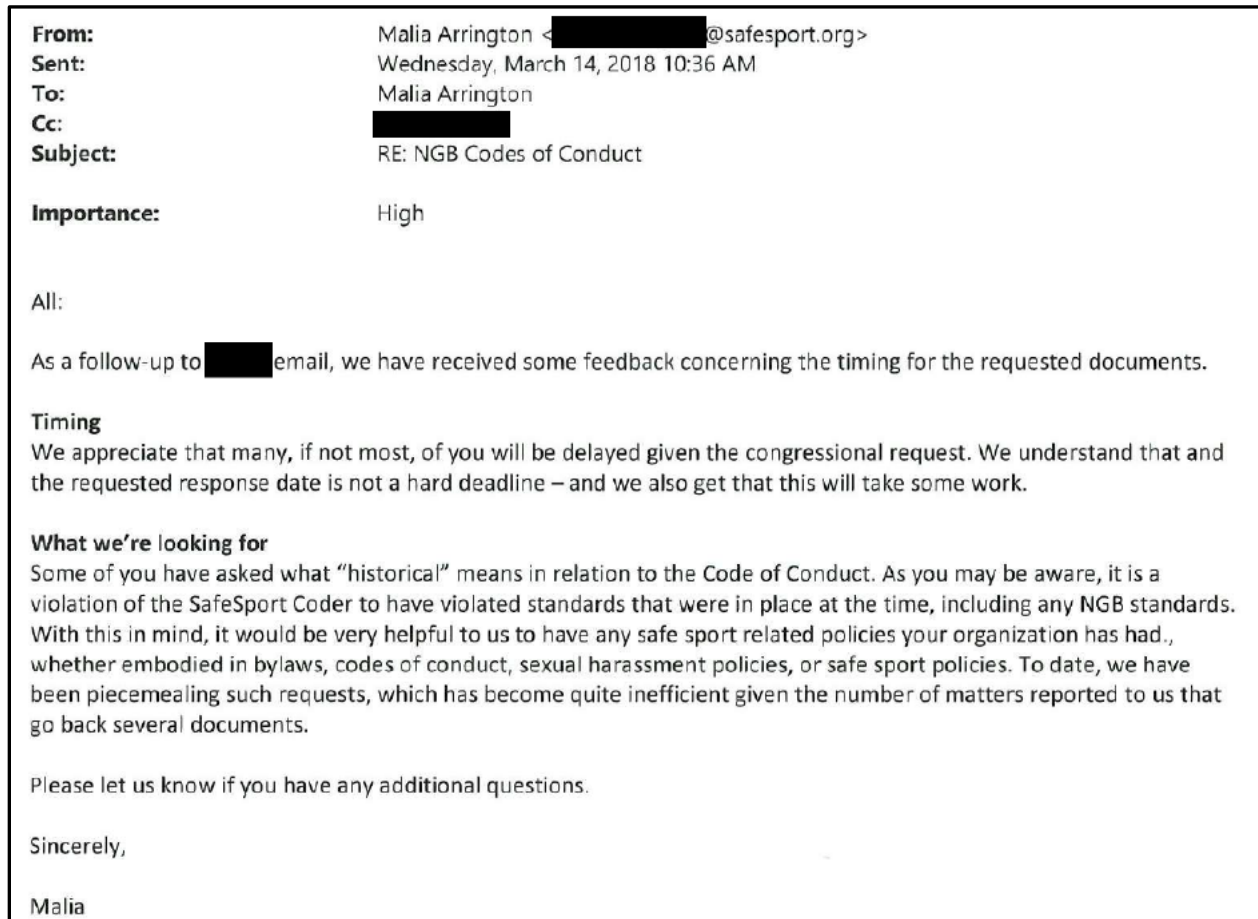 From: Malia Arrington < @safesport.org>
Sent: Wednesday, March 14, 2018 10:36 AM
To: Malia Arrington
Cc:
Subject: RE: NGB Codes of Conduct
Importance: High
All:
As a follow-up to email, we have received some feedback concerning the timing for the requested documents.
Timing
We appreciate that many, if not most, of you will be delayed given the congressional request. We understand that and
the requested response date is not a hard deadline – and we also get that this will take some work.
What we're looking for
Some of you have asked what "historical" means in relation to the Code of Conduct. As you may be aware, it is a
violation of the SafeSport Coder to have violated standards that were in place at the time, including any NGB standards.
With this in mind, it would be very helpful to us to have any safe sport related policies your organization has had.,
whether embodied in bylaws, codes of conduct, sexual harassment policies, or safe sport policies. To date, we have
been piecemealing such requests, which has become quite inefficient given the number of matters reported to us that
go back several documents.
Please let us know if you have any additional questions.
Sincerely,
Malia